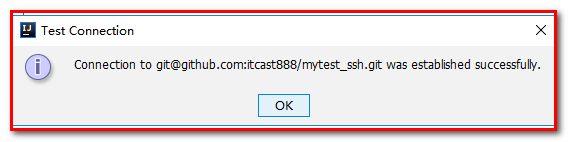 Test Connection
Connection to git@github.com:itcast888/mytest_ssh.git was established successfully.
OK